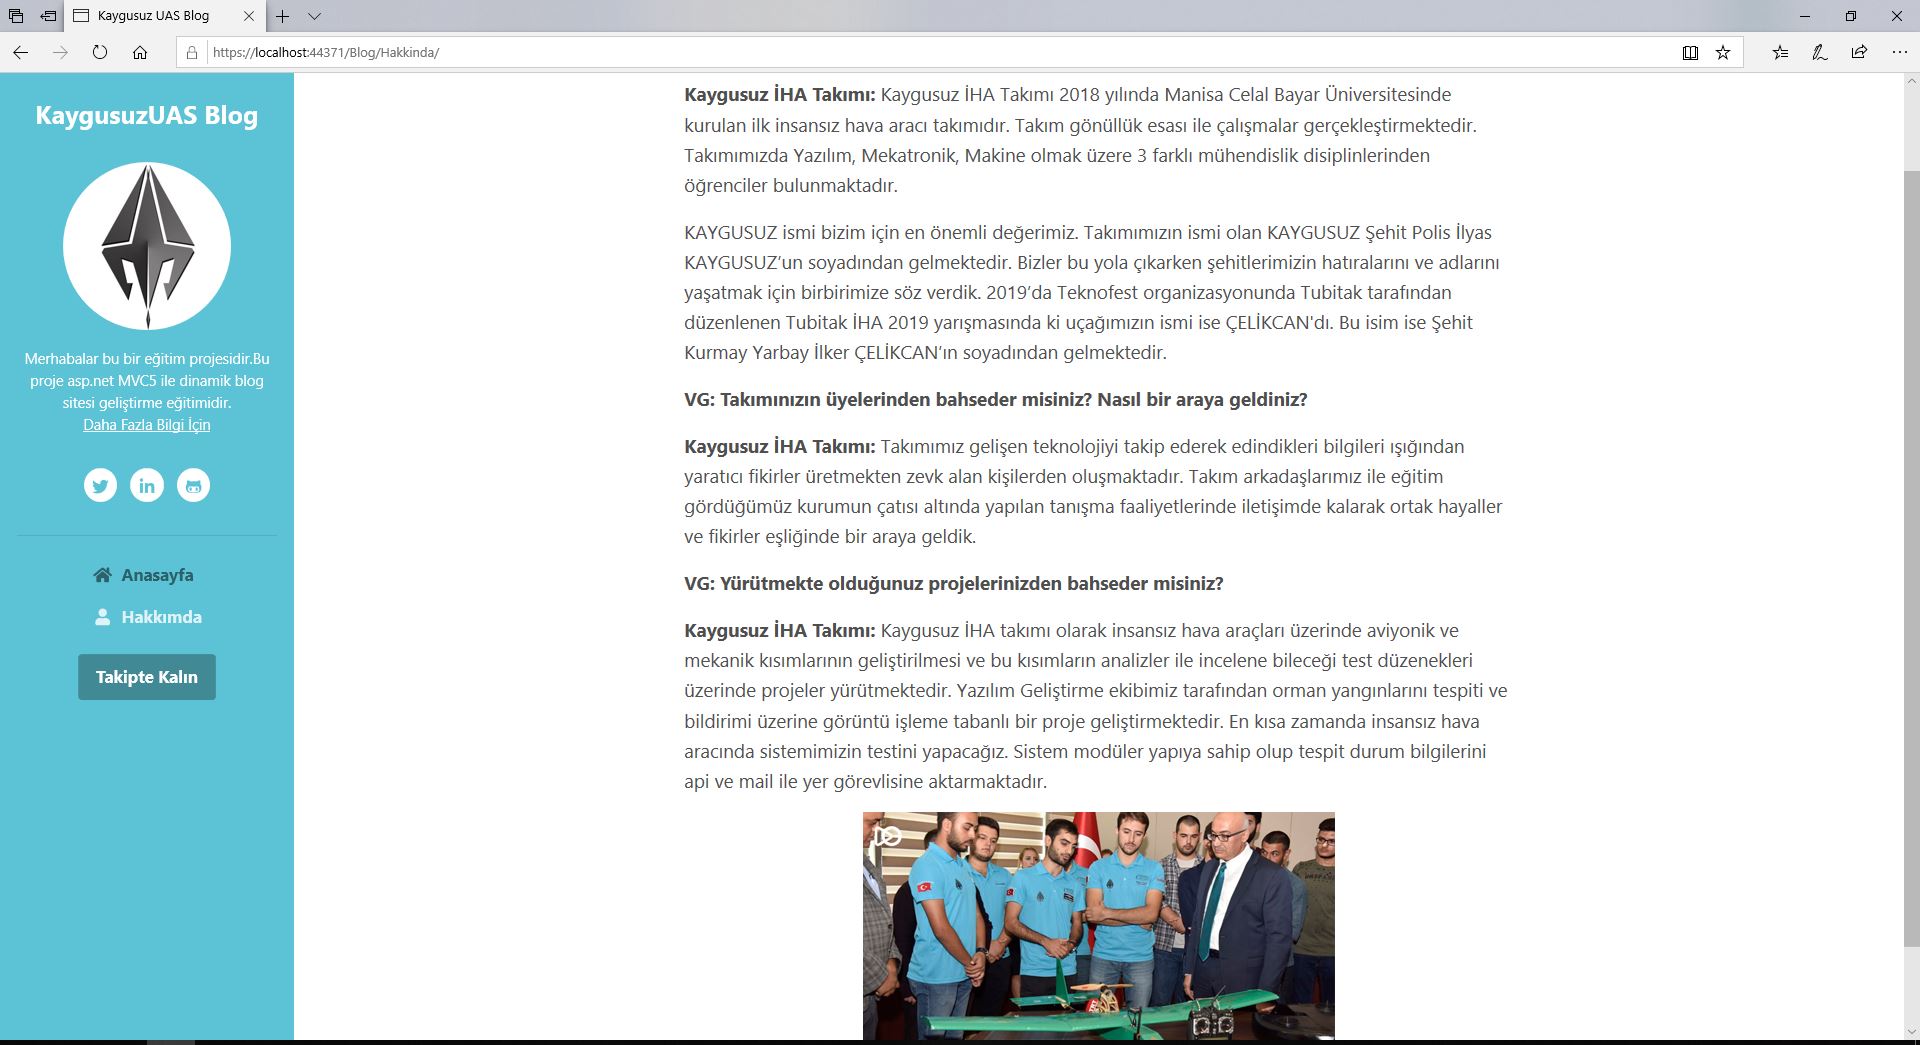 Kaygusuz UAS Blog
https://localhost:44371/Blog/Hakkinda/
KaygusuzUAS Blog
Merhabalar bu bir eğitim projesidir.Bu
proje asp.net MVC5 ile dinamik blog
sitesi geliştirme eğitimidir.
Daha Fazla Bilgi İçin
in
Anasayfa
Hakkımda
Takipte Kalın
Kaygusuz İHA Takımı: Kaygusuz İHA Takımı 2018 yılında Manisa Celal Bayar Üniversitesinde
kurulan ilk insansız hava aracı takımıdır. Takım gönüllük esası ile çalışmalar gerçekleştirmektedir.
Takımımızda Yazılım, Mekatronik, Makine olmak üzere 3 farklı mühendislik disiplinlerinden
öğrenciler bulunmaktadır.
KAYGUSUZ ismi bizim için en önemli değerimiz. Takımımızın ismi olan KAYGUSUZ Şehit Polis İlyas
KAYGUSUZ’un soyadından gelmektedir. Bizler bu yola çıkarken şehitlerimizin hatıralarını ve adlarını
yaşatmak için birbirimize söz verdik. 2019’da Teknofest organizasyonunda Tubitak tarafından
düzenlenen Tubitak İHA 2019 yarışmasında ki uçağımızın ismi ise ÇELİKCAN'dı. Bu isim ise Şehit
Kurmay Yarbay İlker ÇELİKCAN’ın soyadından gelmektedir.
VG: Takımınızın üyelerinden bahseder misiniz? Nasıl bir araya geldiniz?
Kaygusuz İHA Takımı: Takımımız gelişen teknolojiyi takip ederek edindikleri bilgileri ışığından
yaratıcı fikirler üretmekten zevk alan kişilerden oluşmaktadır. Takım arkadaşlarımız ile eğitim
gördüğümüz kurumun çatısı altında yapılan tanışma faaliyetlerinde iletişimde kalarak ortak hayaller
ve fikirler eşliğinde bir araya geldik.
VG: Yürütmekte olduğunuz projelerinizden bahseder misiniz?
Kaygusuz İHA Takımı: Kaygusuz İHA takımı olarak insansız hava araçları üzerinde aviyonik ve
mekanik kısımlarının geliştirilmesi ve bu kısımların analizler ile incelene bileceği test düzenekleri
üzerinde projeler yürütmektedir. Yazılım Geliştirme ekibimiz tarafından orman yangınlarını tespiti ve
bildirimi üzerine görüntü işleme tabanlı bir proje geliştirmektedir. En kısa zamanda insansız hava
aracında sistemimizin testini yapacağız. Sistem modüler yapıya sahip olup tespit durum bilgilerini
api ve mail ile yer görevlisine aktarmaktadır.